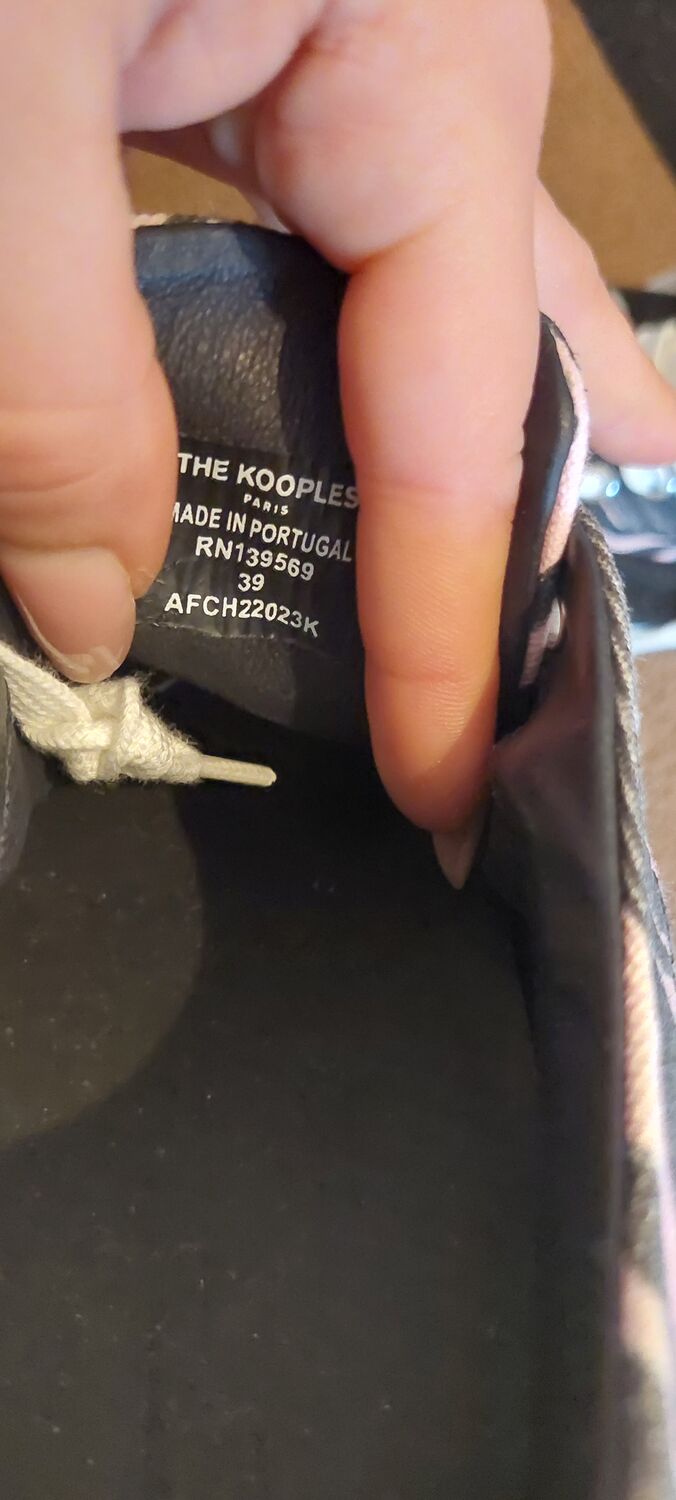 THE KOOPLES
PARIS
MADE IN PORTUGAL
RN139569
39
AFCH22023K